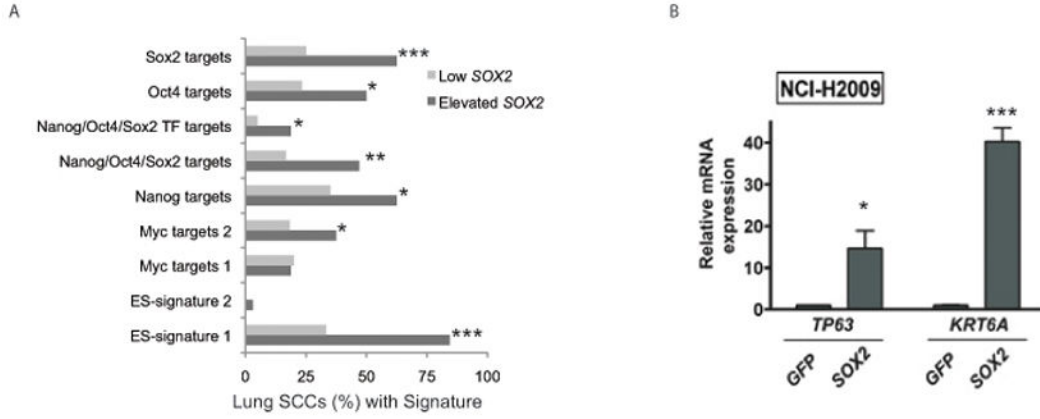 A
Sox2 targets
***
Low SOX2
Elevated SOX2
Oct4 targets
*
Nanog/Oct4/Sox2 TF targets
*
Nanog/Oct4/Sox2 targets
**
Nanog targets
*
Myc targets 2
*
Myc targets 1
ES-signature 2
ES-signature 1
***
0 25 50 75 100
Lung SCCs (%) with Signature
B
NCI-H2009
***
*
Relative mRNA
expression
40
30
20
10
0
TP63 KRT6A
GFP SOX2 GFP SOX2